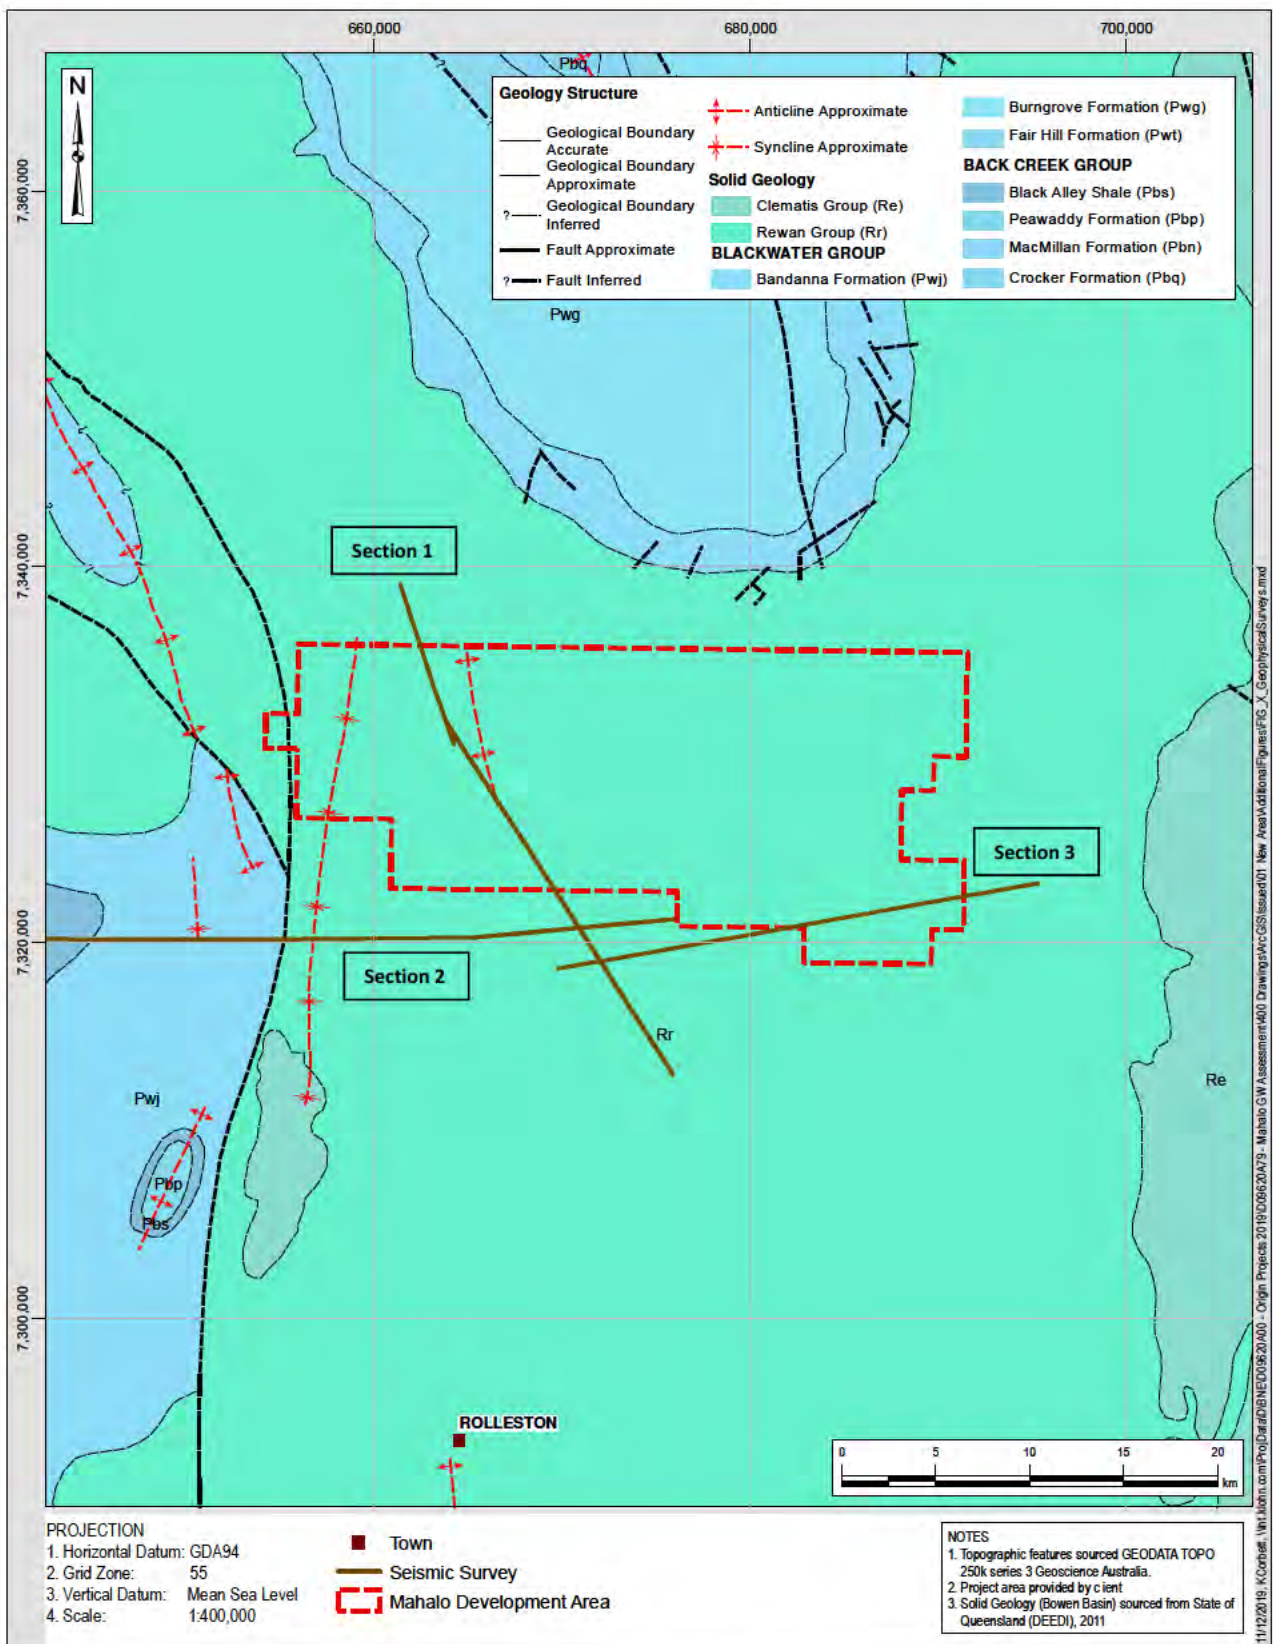 660,000
680,000
700,000
7,360,000
7,340,000
7,320,000
7,300,000
N
Pbq
Geology Structure
Geological Boundary
Accurate
Geological Boundary
Approximate
? Geological Boundary
Inferred
Fault Approximate
? Fault Inferred
Anticline Approximate
Syncline Approximate
Solid Geology
Clematis Group (Re)
Rewan Group (Rr)
BLACKWATER GROUP
Bandanna Formation (Pwj)
Burngrove Formation (Pwg)
Fair Hill Formation (Pwt)
BACK CREEK GROUP
Black Alley Shale (Pbs)
Peawaddy Formation (Pbp)
MacMillan Formation (Pbn)
Crocker Formation (Pbq)
Pwg
Section 1
Section 3
Section 2
Rr
Re
Pwj
Pbp
Pbs
ROLLESTON
0 5 10 15 20
km
PROJECTION
1. Horizontal Datum: GDA94
2. Grid Zone: 55
3. Vertical Datum: Mean Sea Level
4. Scale: 1:400,000
Town
Seismic Survey
Mahalo Development Area
NOTES
1. Topographic features sourced GEODATA TOPO
250k series 3 Geoscience Australia.
2. Project area provided by c ient
3. Solid Geology (Bowen Basin) sourced from State of
Queensland (DEEDI), 2011